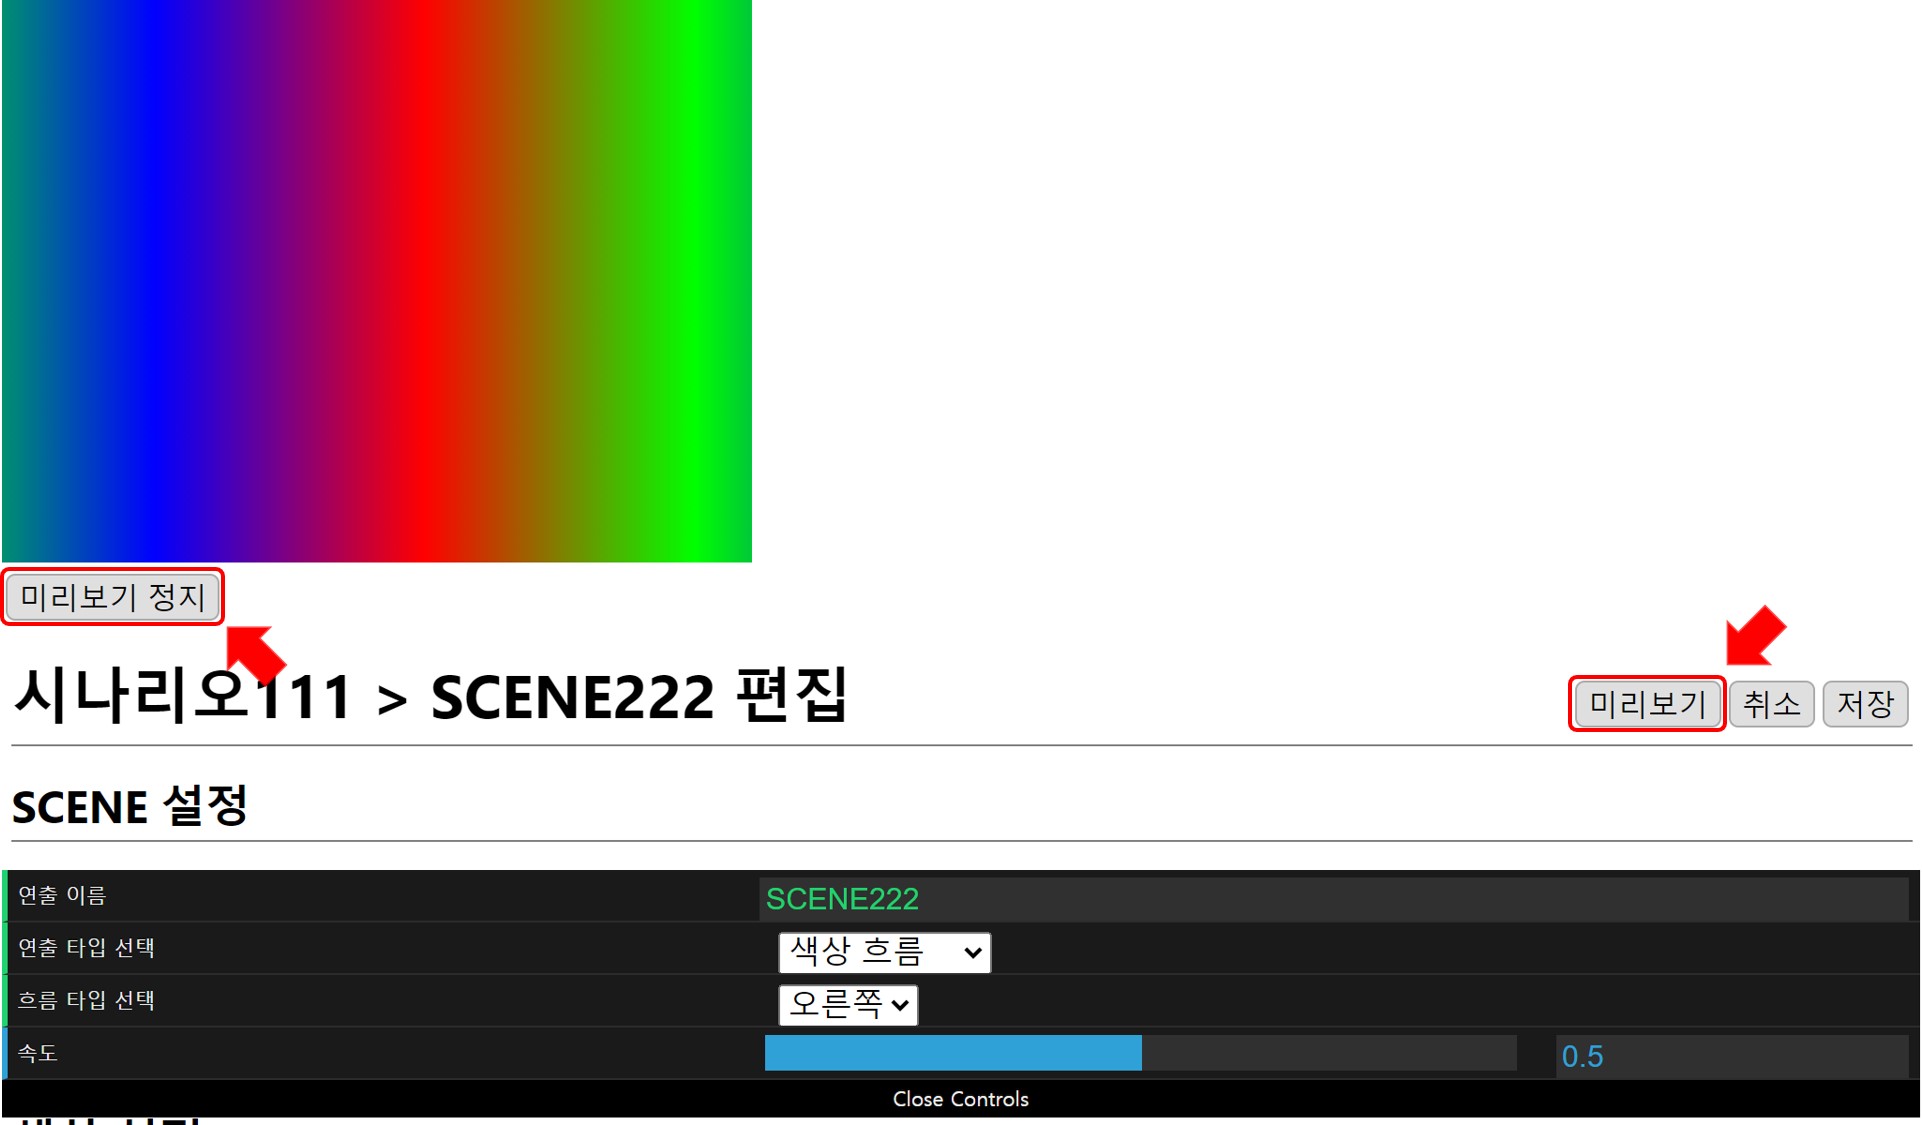 미리보기 정지
시나리오111 > SCENE222 편집
미리보기 취소 저장
SCENE 설정
연출 이름 SCENE222
연출 타입 선택 색상 흐름
흐름 타입 선택 오른쪽
속도 0.5
Close Controls